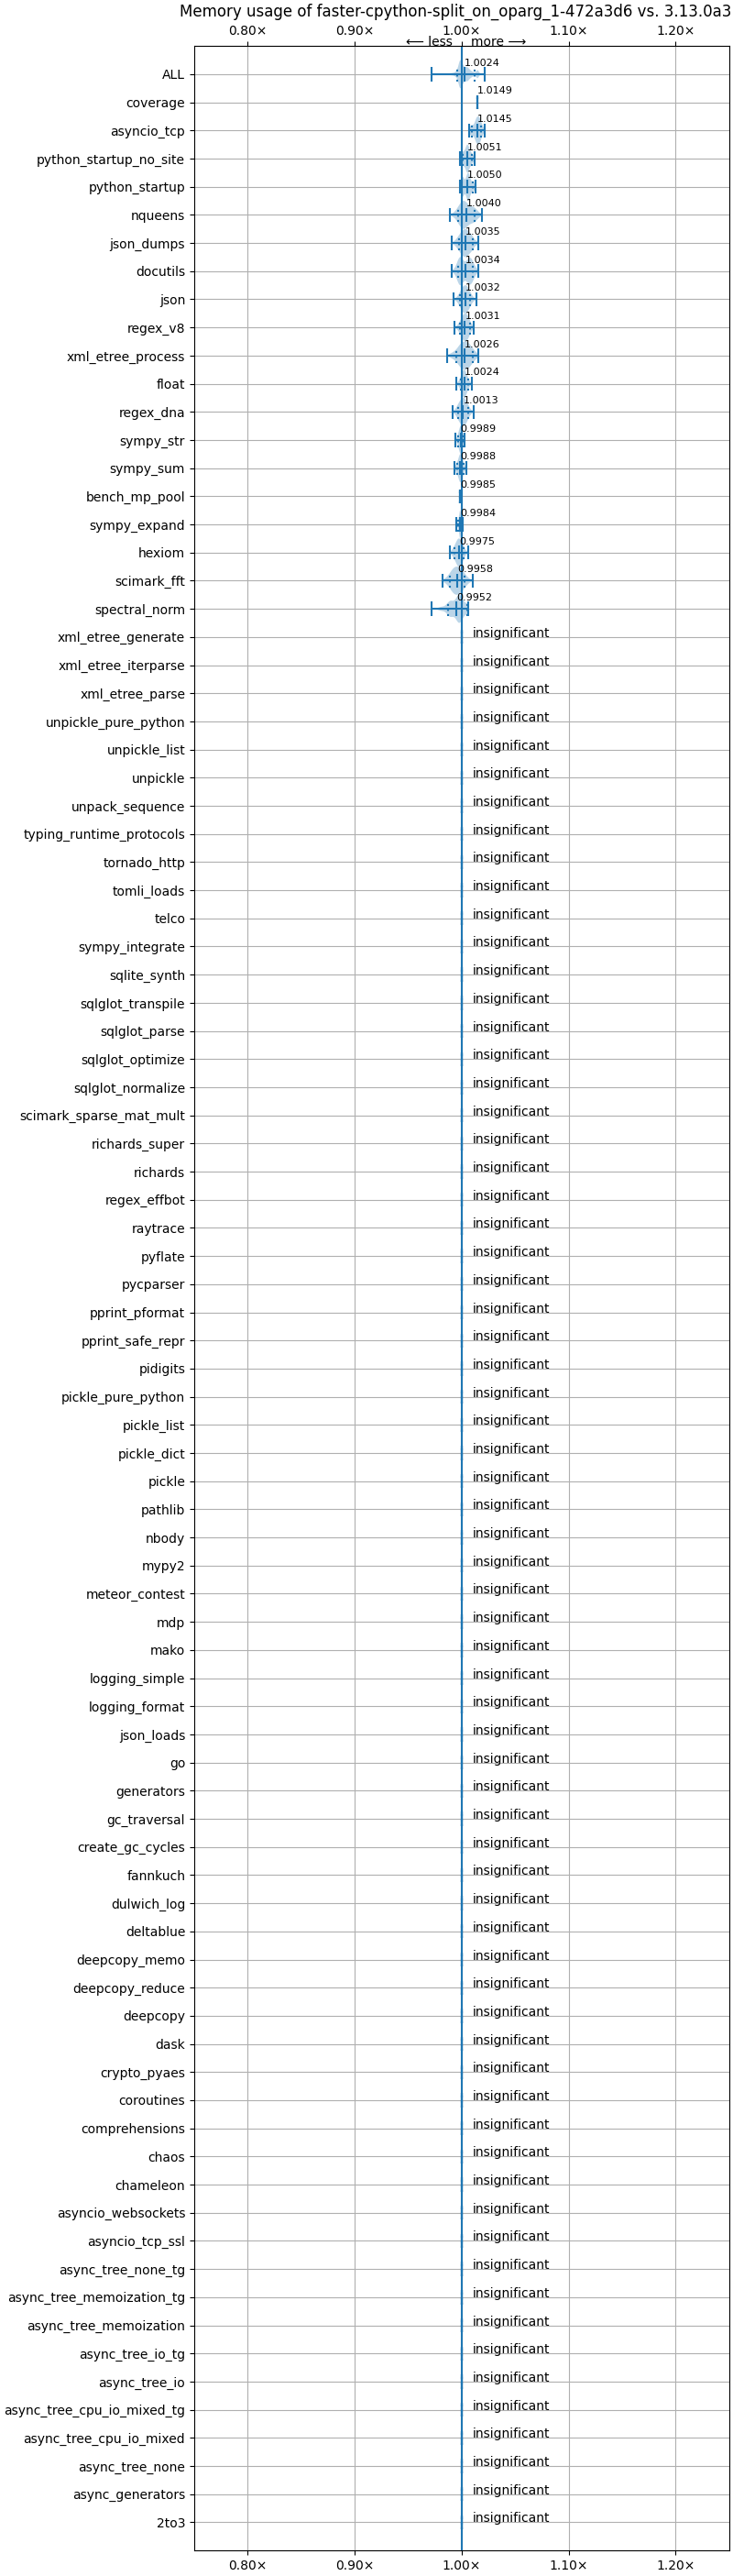 Memory usage of faster-cpython-split_on_oparg_1-472a3d6 vs. 3.13.0a3
0.80× 0.90× 1.00× 1.10× 1.20×
⟵ less more ⟶
ALL 1.0024
coverage 1.0149
asyncio_tcp 1.0145
python_startup_no_site 1.0051
python_startup 1.0050
nqueens 1.0040
json_dumps 1.0035
docutils 1.0034
json 1.0032
regex_v8 1.0031
xml_etree_process 1.0026
float 1.0024
regex_dna 1.0013
sympy_str 0.9989
sympy_sum 0.9988
bench_mp_pool 0.9985
sympy_expand 0.9984
hexiom 0.9975
scimark_fft 0.9958
spectral_norm 0.9952
xml_etree_generate insignificant
xml_etree_iterparse insignificant
xml_etree_parse insignificant
unpickle_pure_python insignificant
unpickle_list insignificant
unpickle insignificant
unpack_sequence insignificant
typing_runtime_protocols insignificant
tornado_http insignificant
tomli_loads insignificant
telco insignificant
sympy_integrate insignificant
sqlite_synth insignificant
sqlglot_transpile insignificant
sqlglot_parse insignificant
sqlglot_optimize insignificant
sqlglot_normalize insignificant
scimark_sparse_mat_mult insignificant
richards_super insignificant
richards insignificant
regex_effbot insignificant
raytrace insignificant
pyflate insignificant
pycparser insignificant
pprint_pformat insignificant
pprint_safe_repr insignificant
pidigits insignificant
pickle_pure_python insignificant
pickle_list insignificant
pickle_dict insignificant
pickle insignificant
pathlib insignificant
nbody insignificant
mypy2 insignificant
meteor_contest insignificant
mdp insignificant
mako insignificant
logging_simple insignificant
logging_format insignificant
json_loads insignificant
go insignificant
generators insignificant
gc_traversal insignificant
create_gc_cycles insignificant
fannkuch insignificant
dulwich_log insignificant
deltablue insignificant
deepcopy_memo insignificant
deepcopy_reduce insignificant
deepcopy insignificant
dask insignificant
crypto_pyaes insignificant
coroutines insignificant
comprehensions insignificant
chaos insignificant
chameleon insignificant
asyncio_websockets insignificant
asyncio_tcp_ssl insignificant
async_tree_none_tg insignificant
async_tree_memoization_tg insignificant
async_tree_memoization insignificant
async_tree_io_tg insignificant
async_tree_io insignificant
async_tree_cpu_io_mixed_tg insignificant
async_tree_cpu_io_mixed insignificant
async_tree_none insignificant
async_generators insignificant
2to3 insignificant
0.80× 0.90× 1.00× 1.10× 1.20×